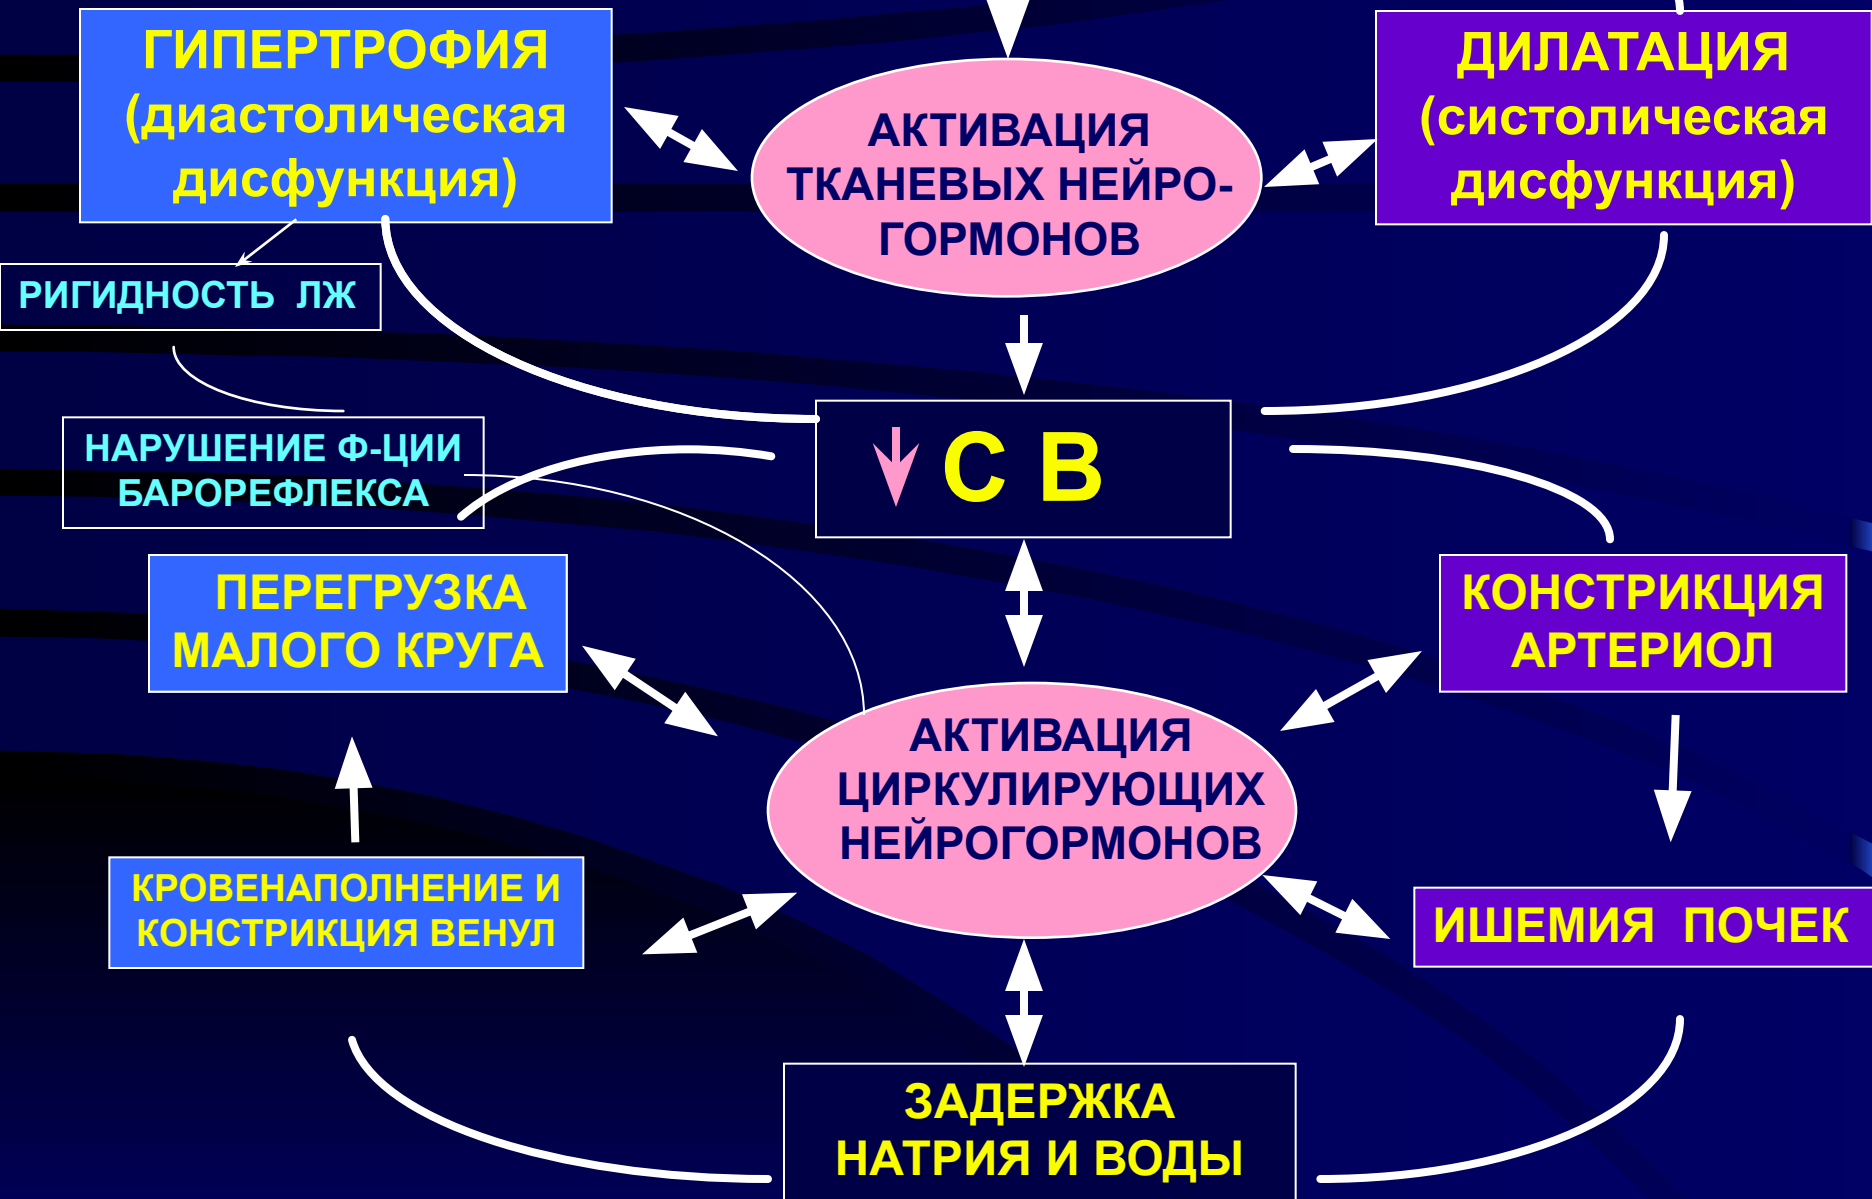 ГИПЕРТРОФИЯ
(диастолическая
дисфункция)
АКТИВАЦИЯ
ТКАНЕВЫХ НЕЙРО-
ГОРМОНОВ
ДИЛАТАЦИЯ
(систолическая
дисфункция)
РИГИДНОСТЬ ЛЖ
НАРУШЕНИЕ Ф-ЦИИ
БАРОРЕФЛЕКСА
С В
ПЕРЕГРУЗКА
МАЛОГО КРУГА
КОНСТРИКЦИЯ
АРТЕРИОЛ
АКТИВАЦИЯ
ЦИРКУЛИРУЮЩИХ
НЕЙРОГОРМОНОВ
КРОВЕНАПОЛНЕНИЕ И
КОНСТРИКЦИЯ ВЕНУЛ
ИШЕМИЯ ПОЧЕК
ЗАДЕРЖКА
НАТРИЯ И ВОДЫ